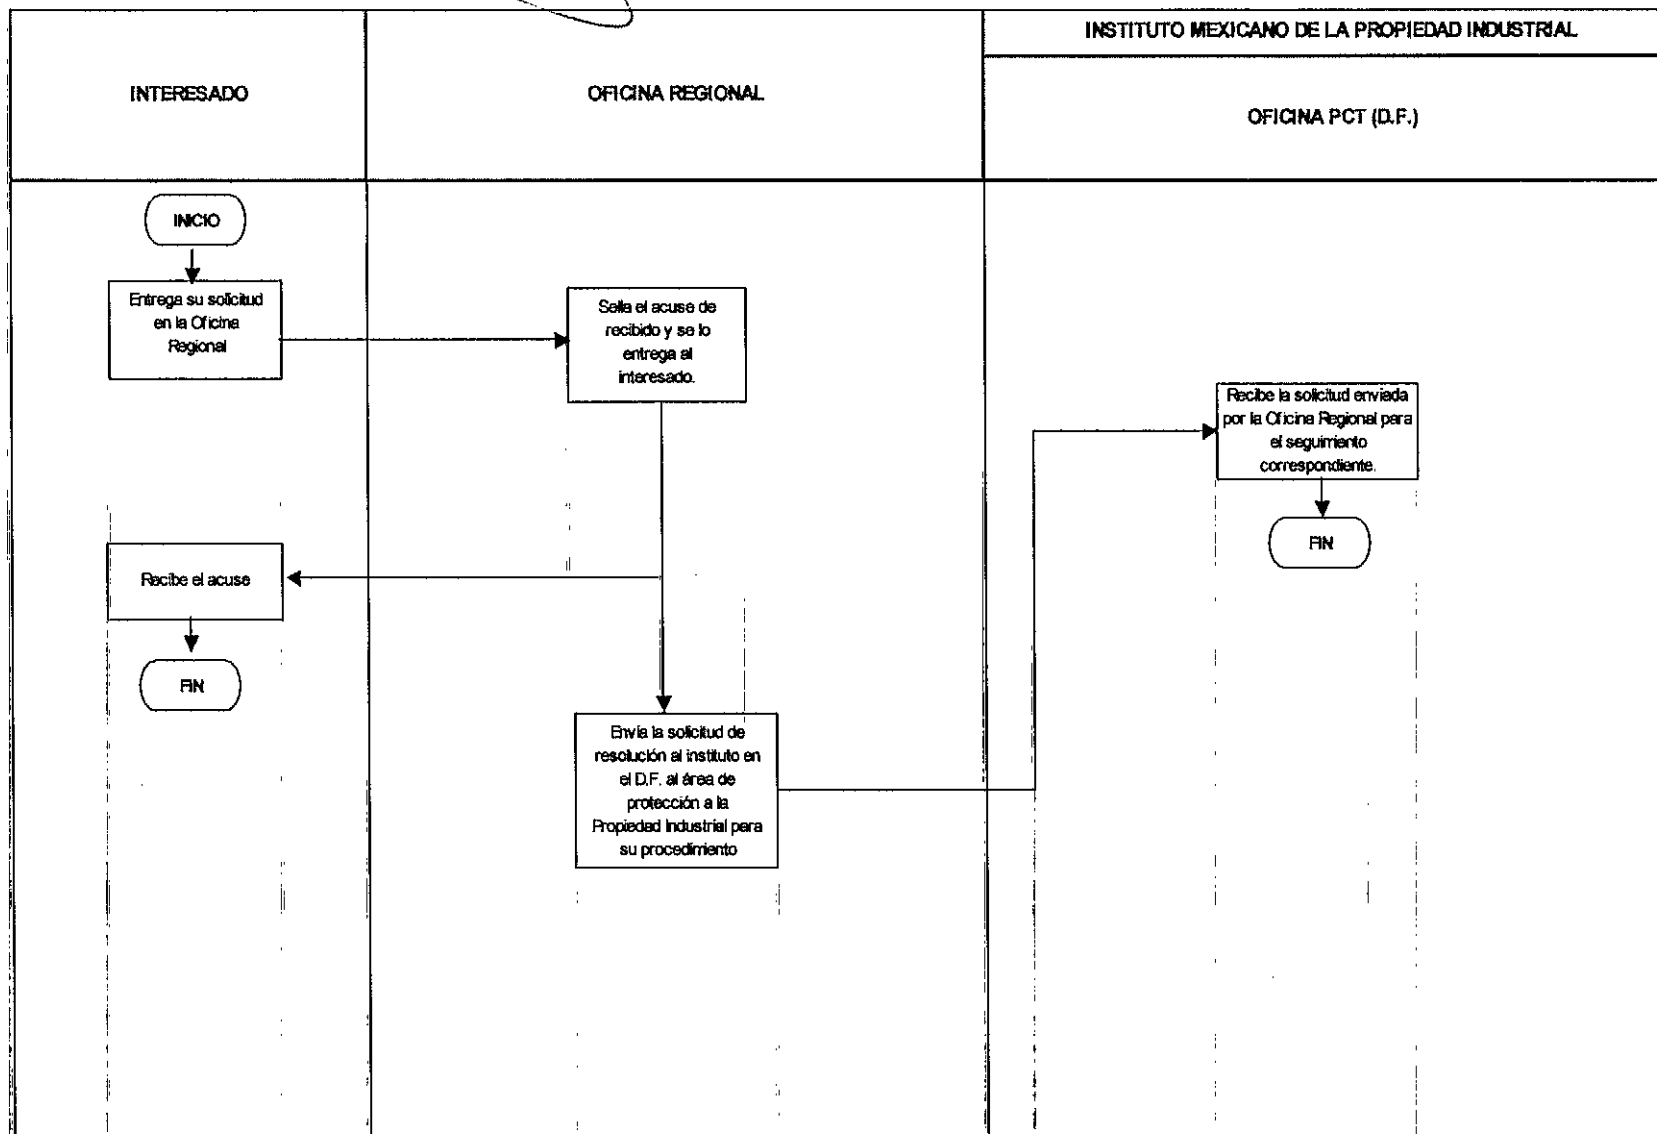 INSTITUTO MEXICANO DE LA PROPIEDAD INDUSTRIAL
INTERESADO
OFICINA REGIONAL
OFICINA PCT (D.F.)
INICIO
Entrega su solicitud
en la Oficina
Regional
Sella el acuse de
recibido y se lo
entrega al
interesado.
Recibe la solicitud enviada
por la Oficina Regional para
el seguimiento
correspondiente.
FIN
Recibe el acuse
FIN
Envía la solicitud de
resolución al instituto en
el D.F. al área de
protección a la
Propiedad Industrial para
su procedimiento